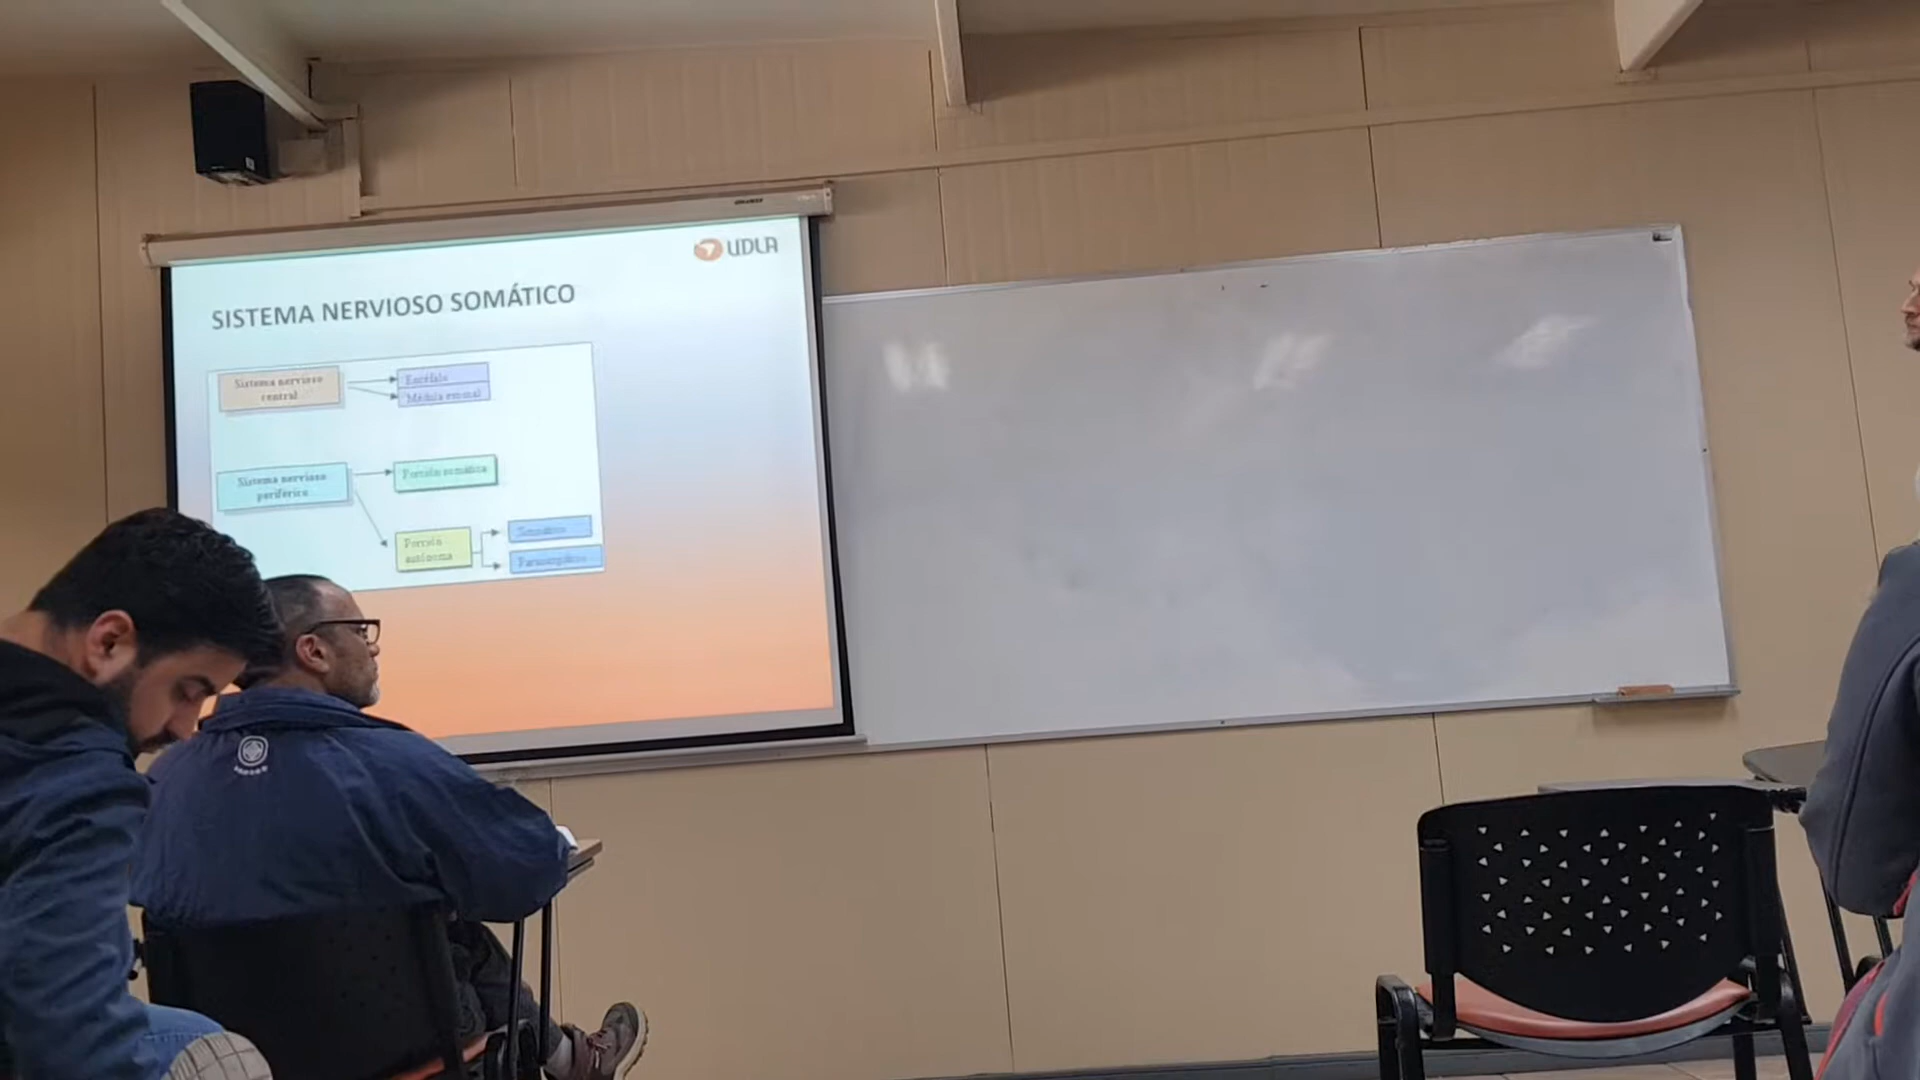 UDLA
SISTEMA NERVIOSO SOMÁTICO
Sistema nervioso
central
Encéfalo
Médula espinal
Sistema nervioso
periférico
Porción somática
Porción
autónoma
Simpático
Parasimpático